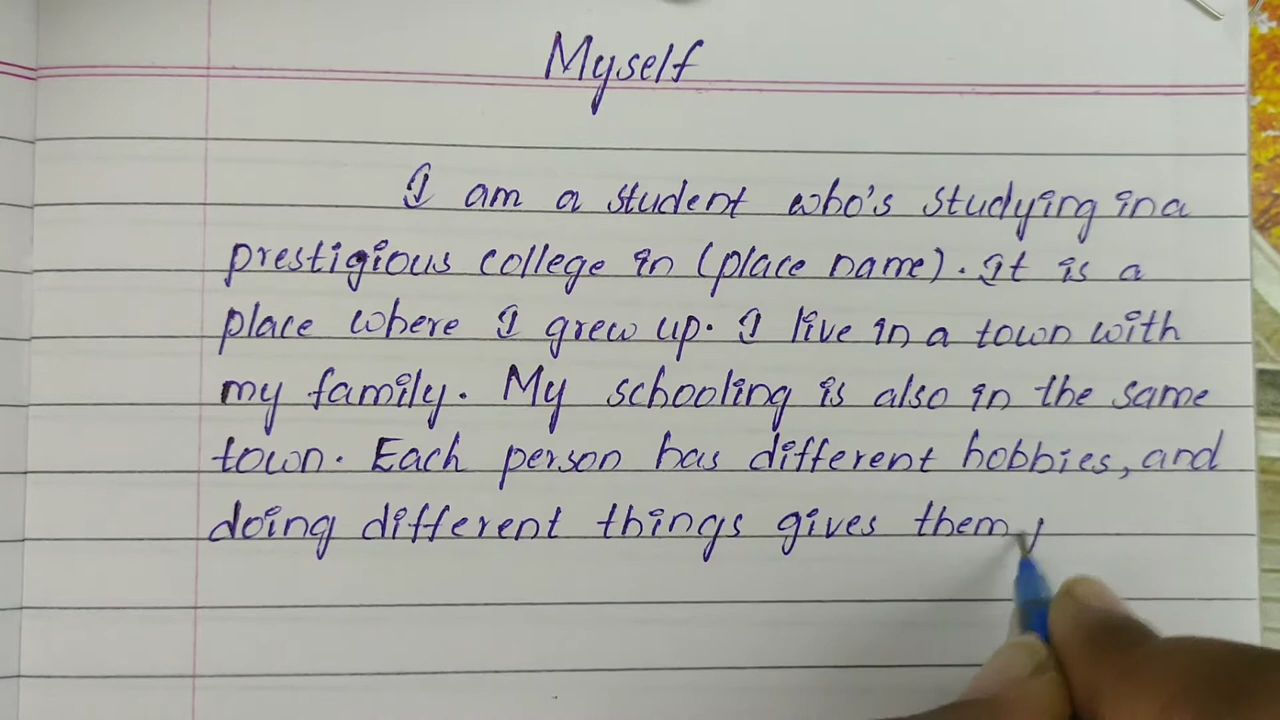 Myself
I am a student who's studying in a
prestigious college in (place name). It is a
place where I grew up. I live in a town with
my family. My schooling is also in the same
town. Each person has different hobbies, and
doing different things gives them